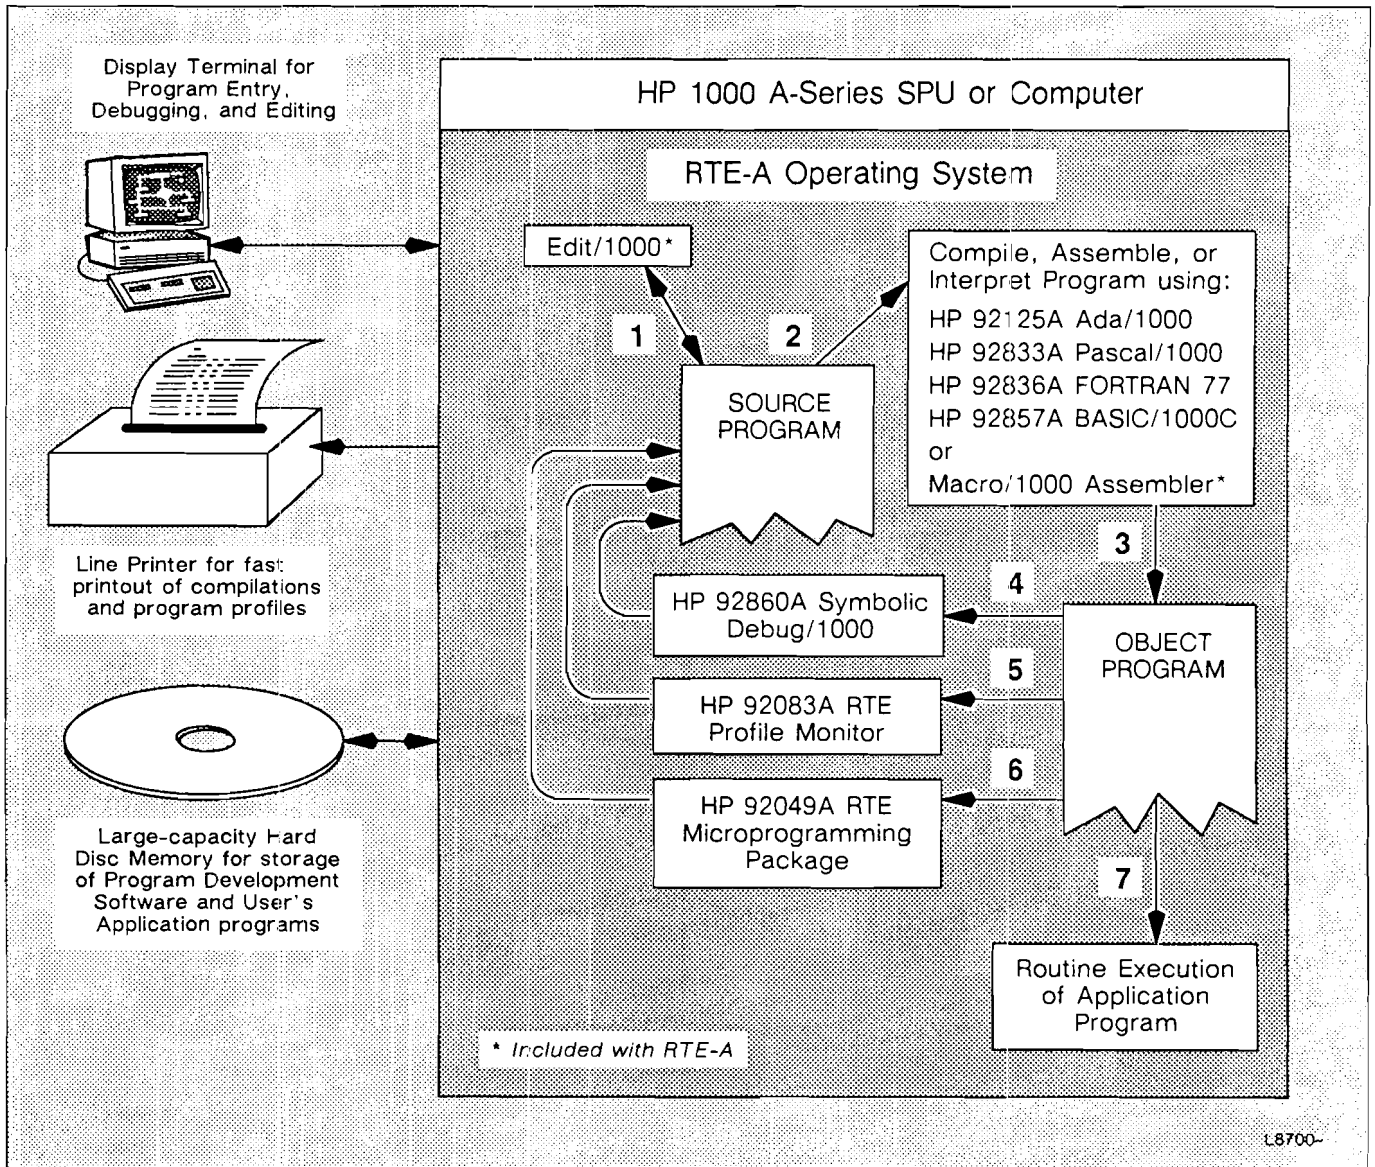 Display Terminal for
Program Entry,
Debugging, and Editing
Line Printer for fast
printout of compilations
and program profiles
Large-capacity Hard
Disc Memory for storage
of Program Development
Software and User's
Application programs
HP 1000 A-Series SPU or Computer
RTE-A Operating System
Edit/1000*
1
2
Compile, Assemble, or
Interpret Program using:
HP 92125A Ada/1000
HP 92833A Pascal/1000
HP 92836A FORTRAN 77
HP 92857A BASIC/1000C
or
Macro/1000 Assembler*
SOURCE
PROGRAM
3
4
HP 92860A Symbolic
Debug/1000
OBJECT
PROGRAM
5
HP 92083A RTE
Profile Monitor
6
HP 92049A RTE
Microprogramming
Package
7
Routine Execution
of Application
Program
* Included with RTE-A
L8700~